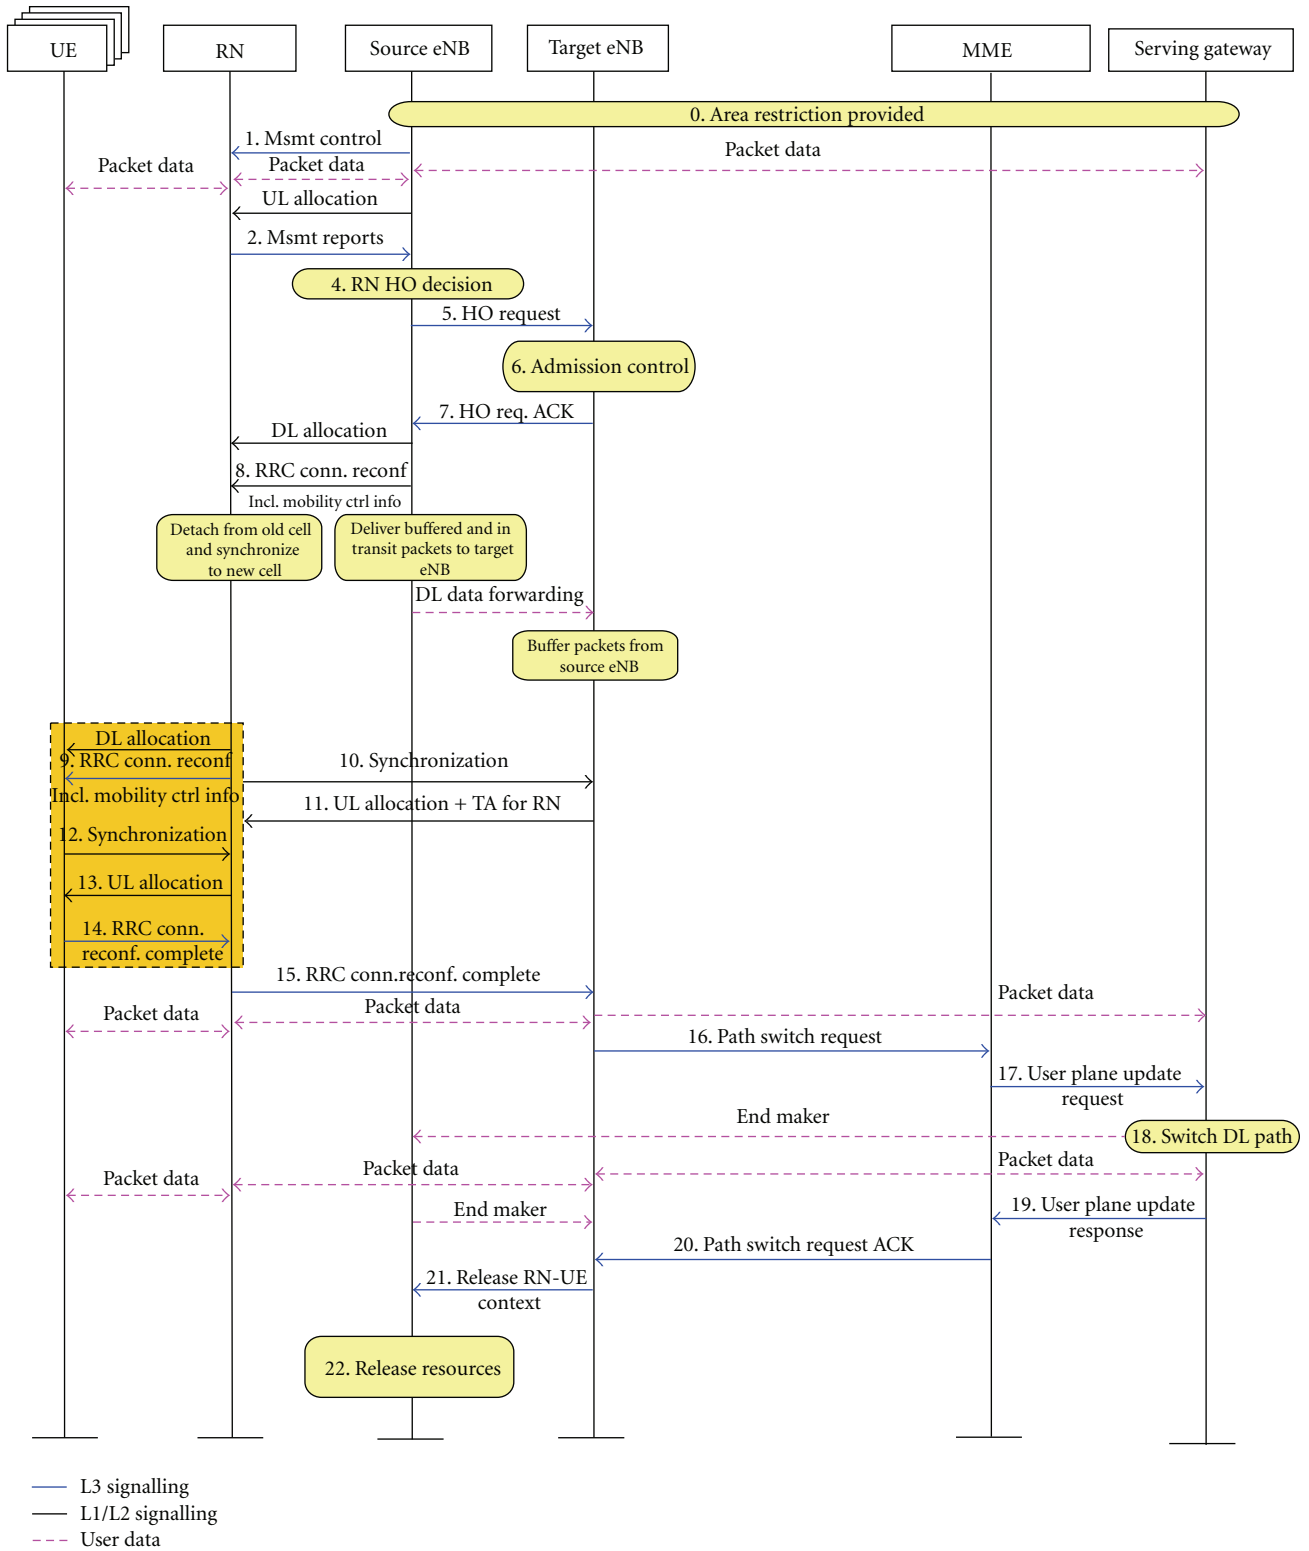 UE
RN
Source eNB
Target eNB
MME
Serving gateway
0. Area restriction provided
1. Msmt control
Packet data
Packet data
Packet data
UL allocation
2. Msmt reports
4. RN HO decision
5. HO request
6. Admission control
7. HO req. ACK
DL allocation
8. RRC conn. reconf
Incl. mobility ctrl info
Detach from old cell
and synchronize
to new cell
Deliver buffered and in
transit packets to target
eNB
DL data forwarding
Buffer packets from
source eNB
DL allocation
9. RRC conn. reconf
Incl. mobility ctrl info
10. Synchronization
11. UL allocation + TA for RN
12. Synchronization
13. UL allocation
14. RRC conn.
reconf. complete
15. RRC conn.reconf. complete
Packet data
Packet data
Packet data
16. Path switch request
17. User plane update
request
End maker
18. Switch DL path
Packet data
Packet data
Packet data
19. User plane update
response
End maker
20. Path switch request ACK
21. Release RN-UE
context
22. Release resources
L3 signalling
L1/L2 signalling
User data